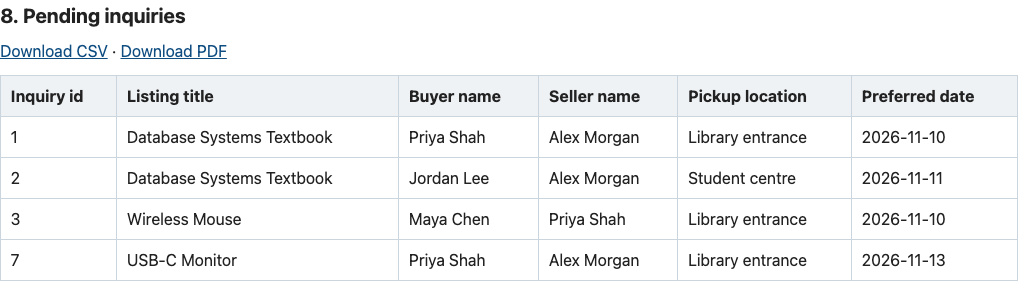 8. Pending inquiries
Download CSV · Download PDF
Inquiry id Listing title Buyer name Seller name Pickup location Preferred date
1 Database Systems Textbook Priya Shah Alex Morgan Library entrance 2026-11-10
2 Database Systems Textbook Jordan Lee Alex Morgan Student centre 2026-11-11
3 Wireless Mouse Maya Chen Priya Shah Library entrance 2026-11-10
7 USB-C Monitor Priya Shah Alex Morgan Library entrance 2026-11-13